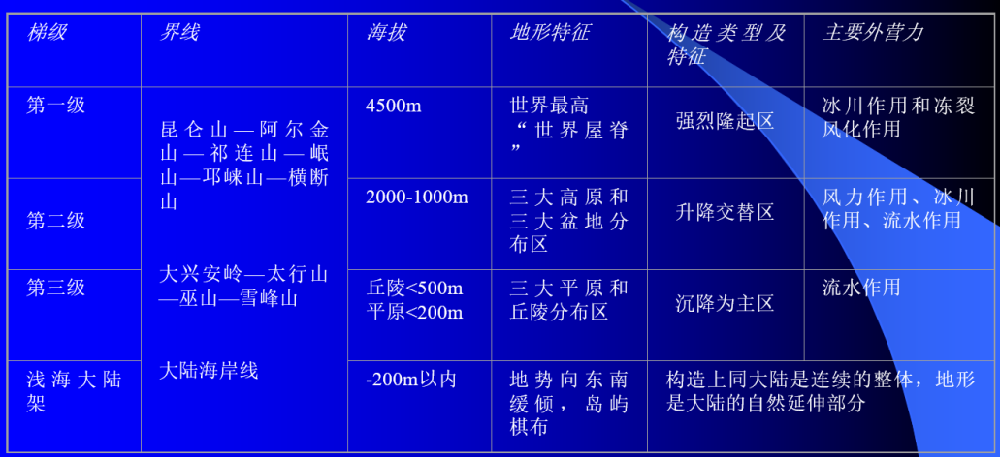 梯级
界线
海拔
地形特征
构造类型及
特征
主要外营力
第一级
昆仑山—阿尔金
山—祁连山—岷
山—邛崃山—横断
山
4500m
世界最高
“世界屋脊
”
强烈隆起区
冰川作用和冻裂
风化作用
第二级
2000-1000m
三大高原和
三大盆地分
布区
升降交替区
风力作用、冰川
作用、流水作用
大兴安岭—太行山
—巫山—雪峰山
第三级
丘陵<500m
平原<200m
三大平原和
丘陵分布区
沉降为主区
流水作用
大陆海岸线
浅海大陆
架
-200m以内
地势向东南
缓倾，岛屿
棋布
构造上同大陆是连续的整体，地形
是大陆的自然延伸部分